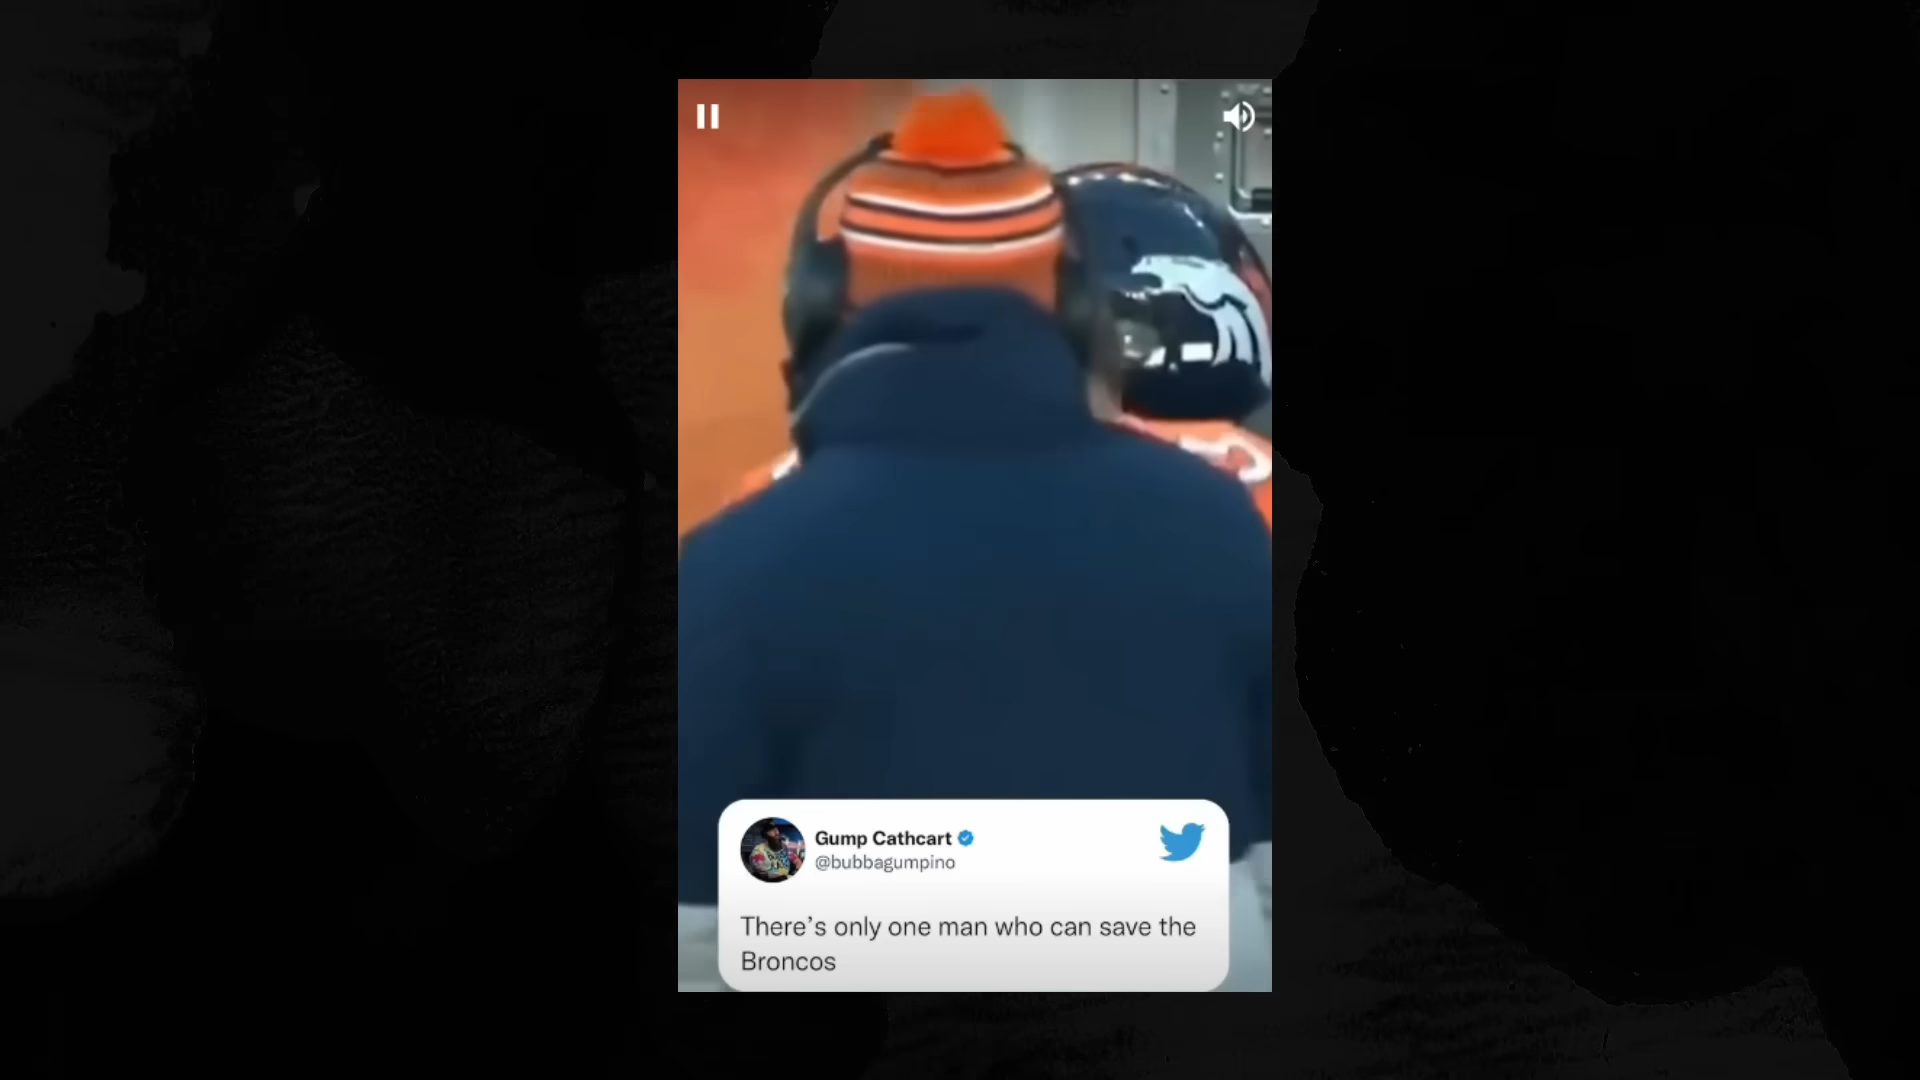 Gump Cathcart
@bubbagumpino
There's only one man who can save the
Broncos